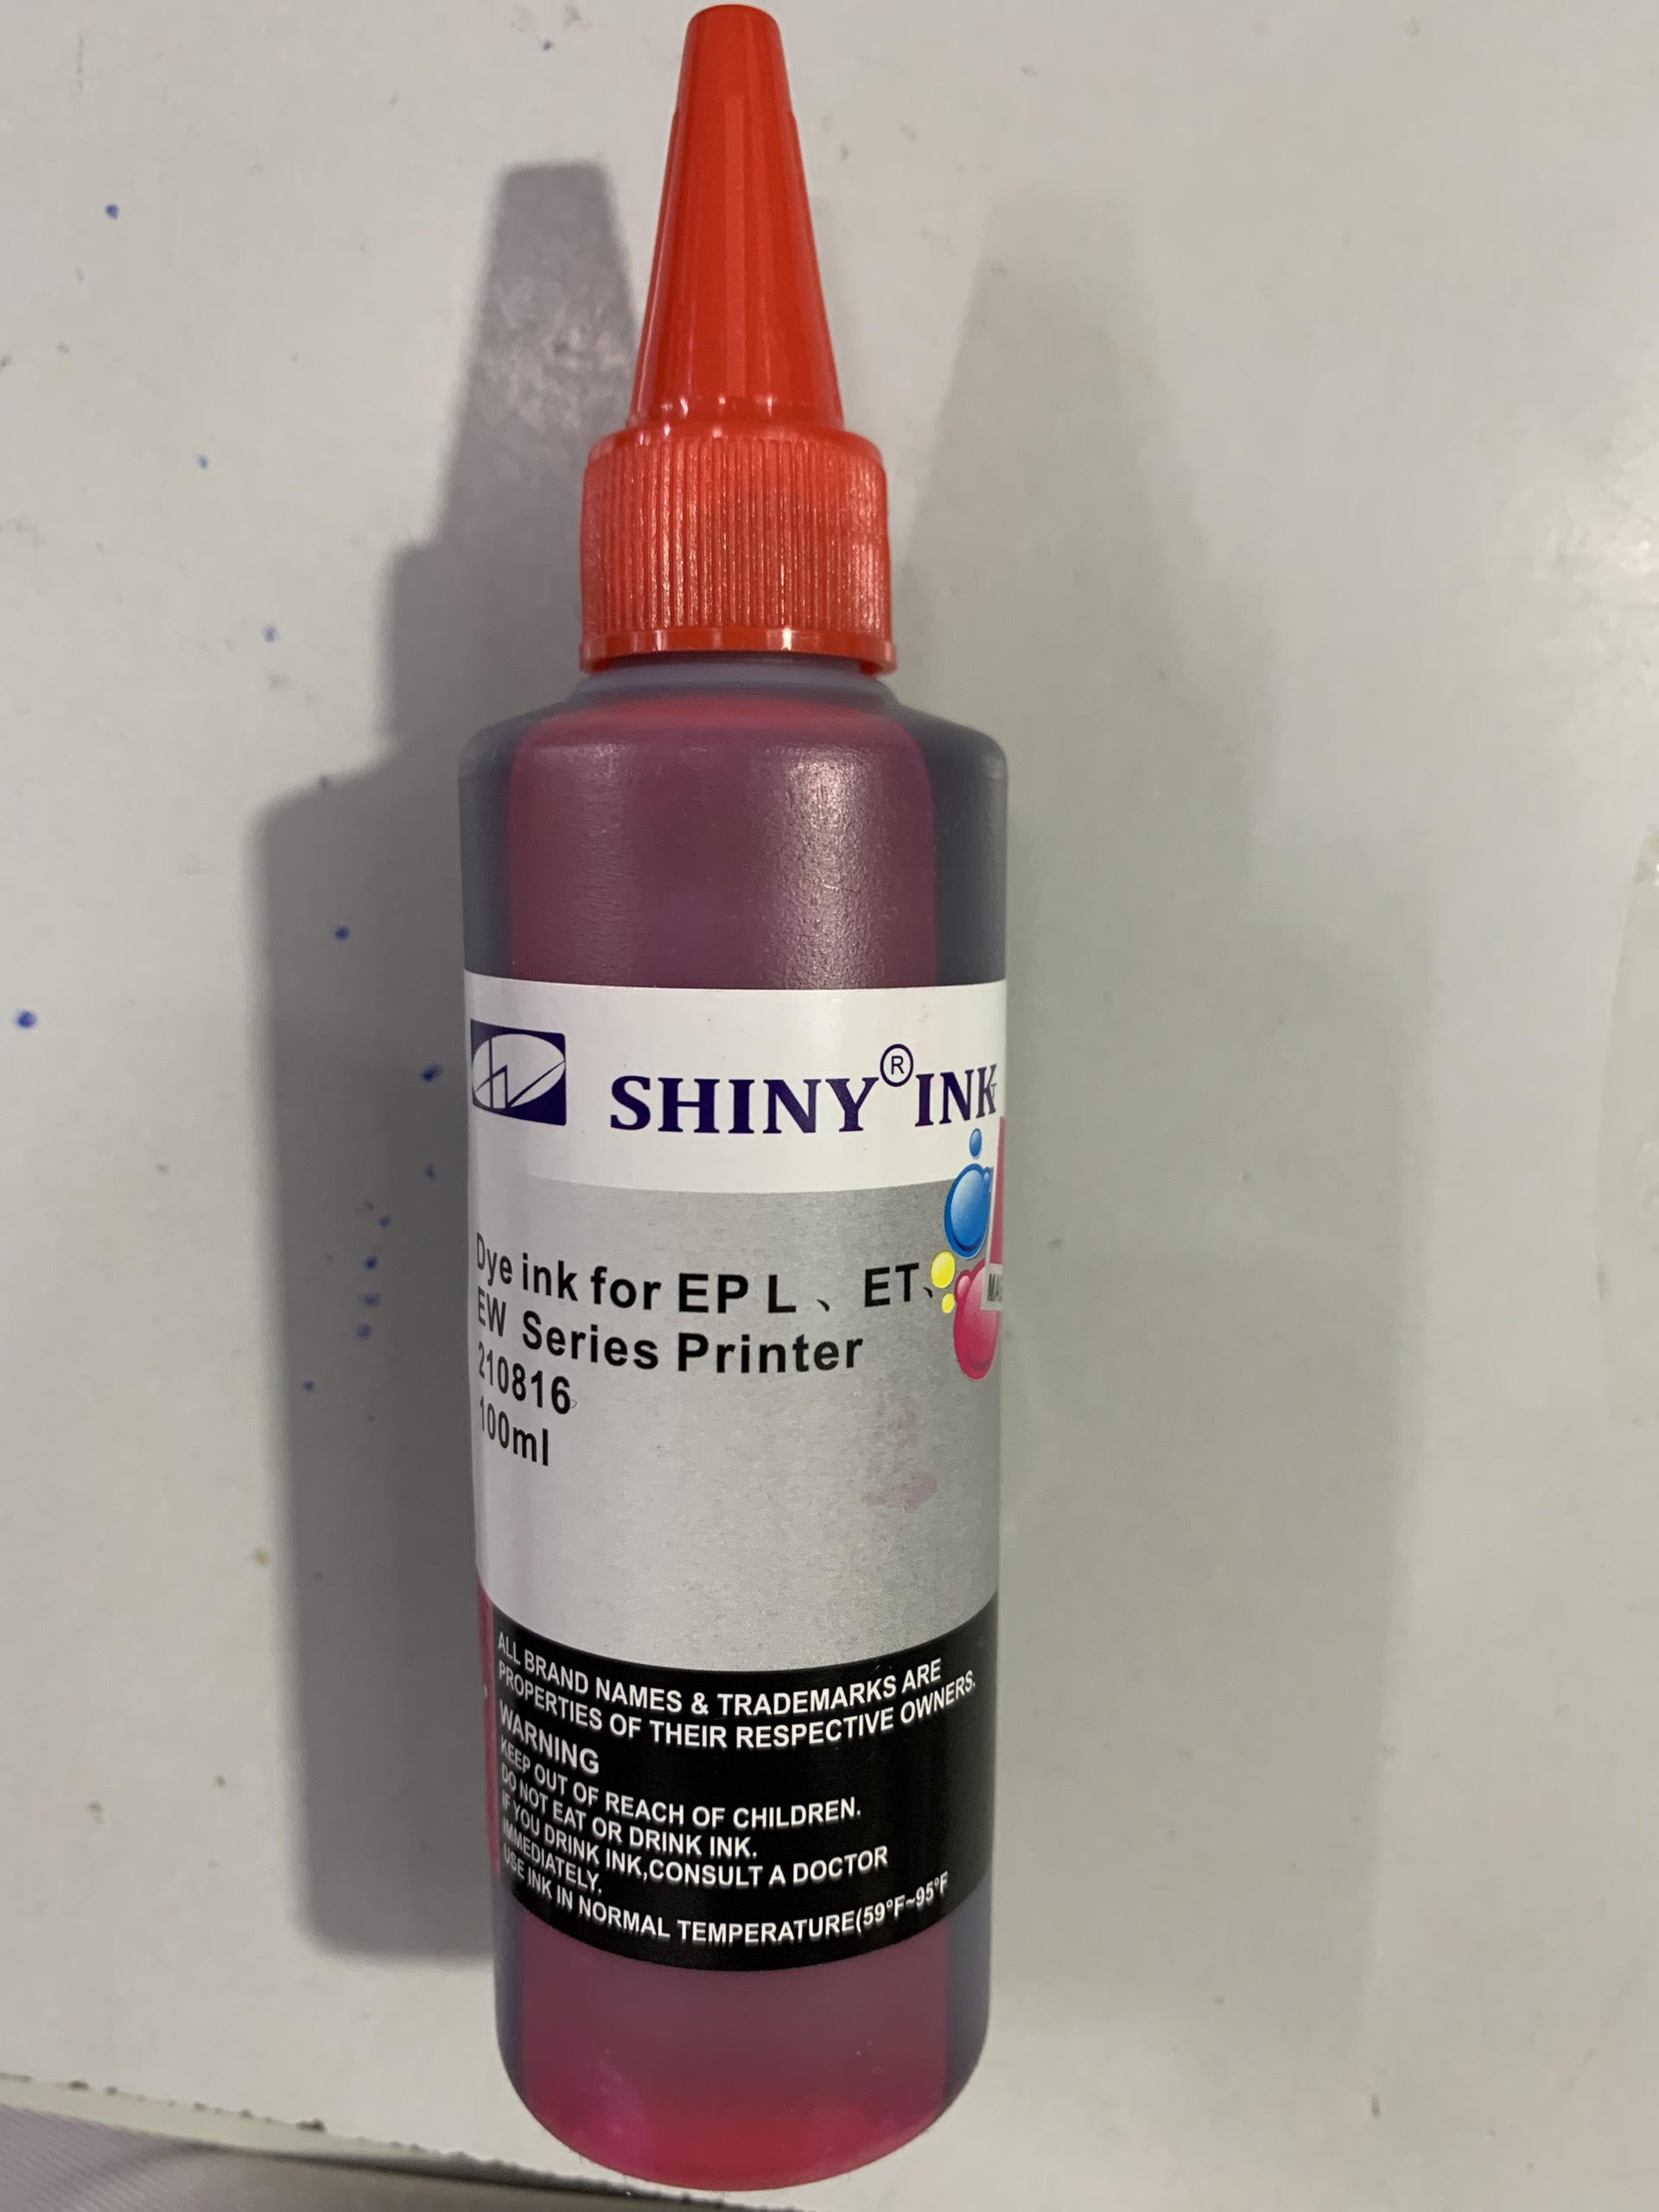 SHINY® INK
Dye ink for EP L 、 ET、
EW Series Printer
210816
100ml
ALL BRAND NAMES & TRADEMARKS ARE
PROPERTIES OF THEIR RESPECTIVE OWNERS.
WARNING
KEEP OUT OF REACH OF CHILDREN.
DO NOT EAT OR DRINK INK.
IF YOU DRINK INK,CONSULT A DOCTOR
IMMEDIATELY.
USE INK IN NORMAL TEMPERATURE(59°F~95°F